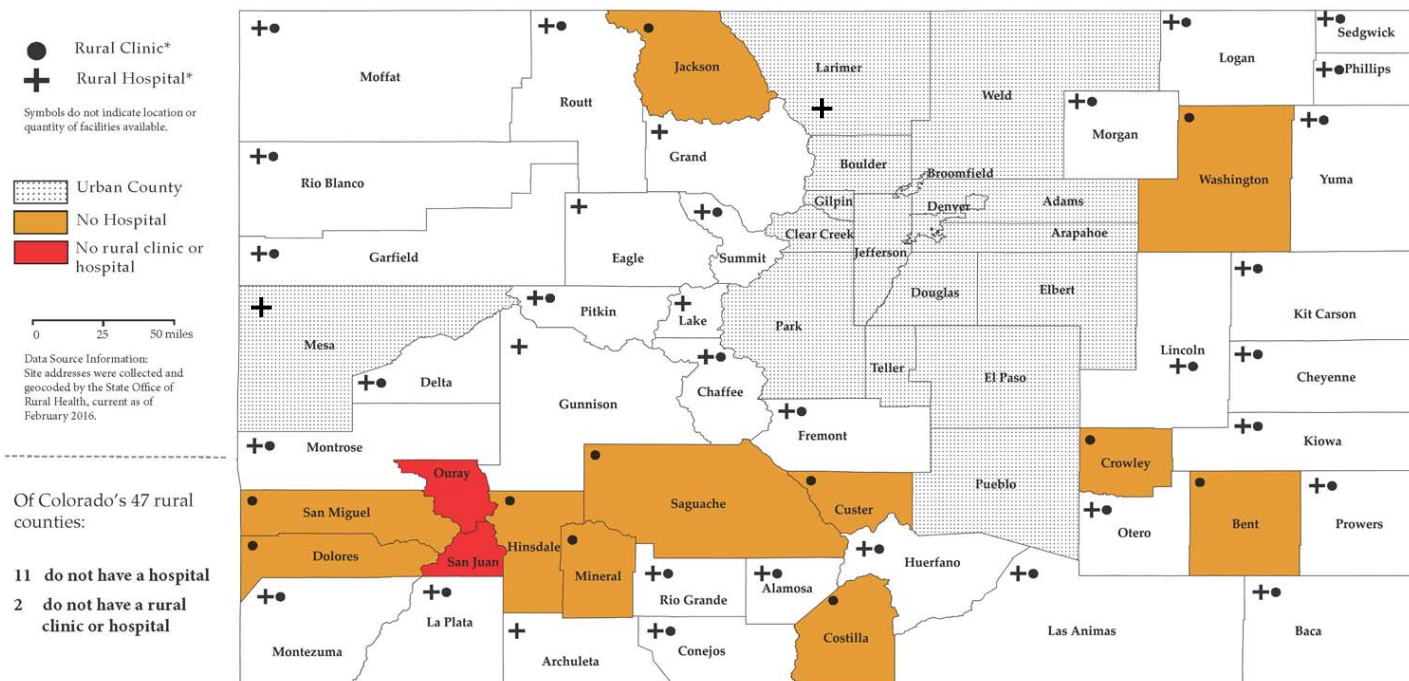 Rural Clinic*
Rural Hospital*
Symbols do not indicate location or
quantity of facilities available.
Urban County
No Hospital
No rural clinic or
hospital
0 25 50 miles
Data Source Information:
Site addresses were collected and
geocoded by the State Office of
Rural Health, current as of
February 2016.
Of Colorado's 47 rural
counties:
11 do not have a hospital
2 do not have a rural
clinic or hospital
Moffat
Routt
Jackson
Larimer
Weld
Logan
Sedgwick
Phillips
Morgan
Washington
Yuma
Rio Blanco
Grand
Boulder
Broomfield
Gilpin
Denver
Adams
Clear Creek
Jefferson
Arapahoe
Garfield
Eagle
Summit
Douglas
Elbert
Kit Carson
Mesa
Pitkin
Lake
Park
Teller
El Paso
Lincoln
Cheyenne
Delta
Gunnison
Chaffee
Fremont
Kiowa
Montrose
Ouray
Saguache
Custer
Pueblo
Crowley
Otero
Bent
Prowers
San Miguel
Dolores
San Juan
Hinsdale
Mineral
Rio Grande
Alamosa
Huerfano
Las Animas
Baca
Montezuma
La Plata
Archuleta
Conejos
Costilla